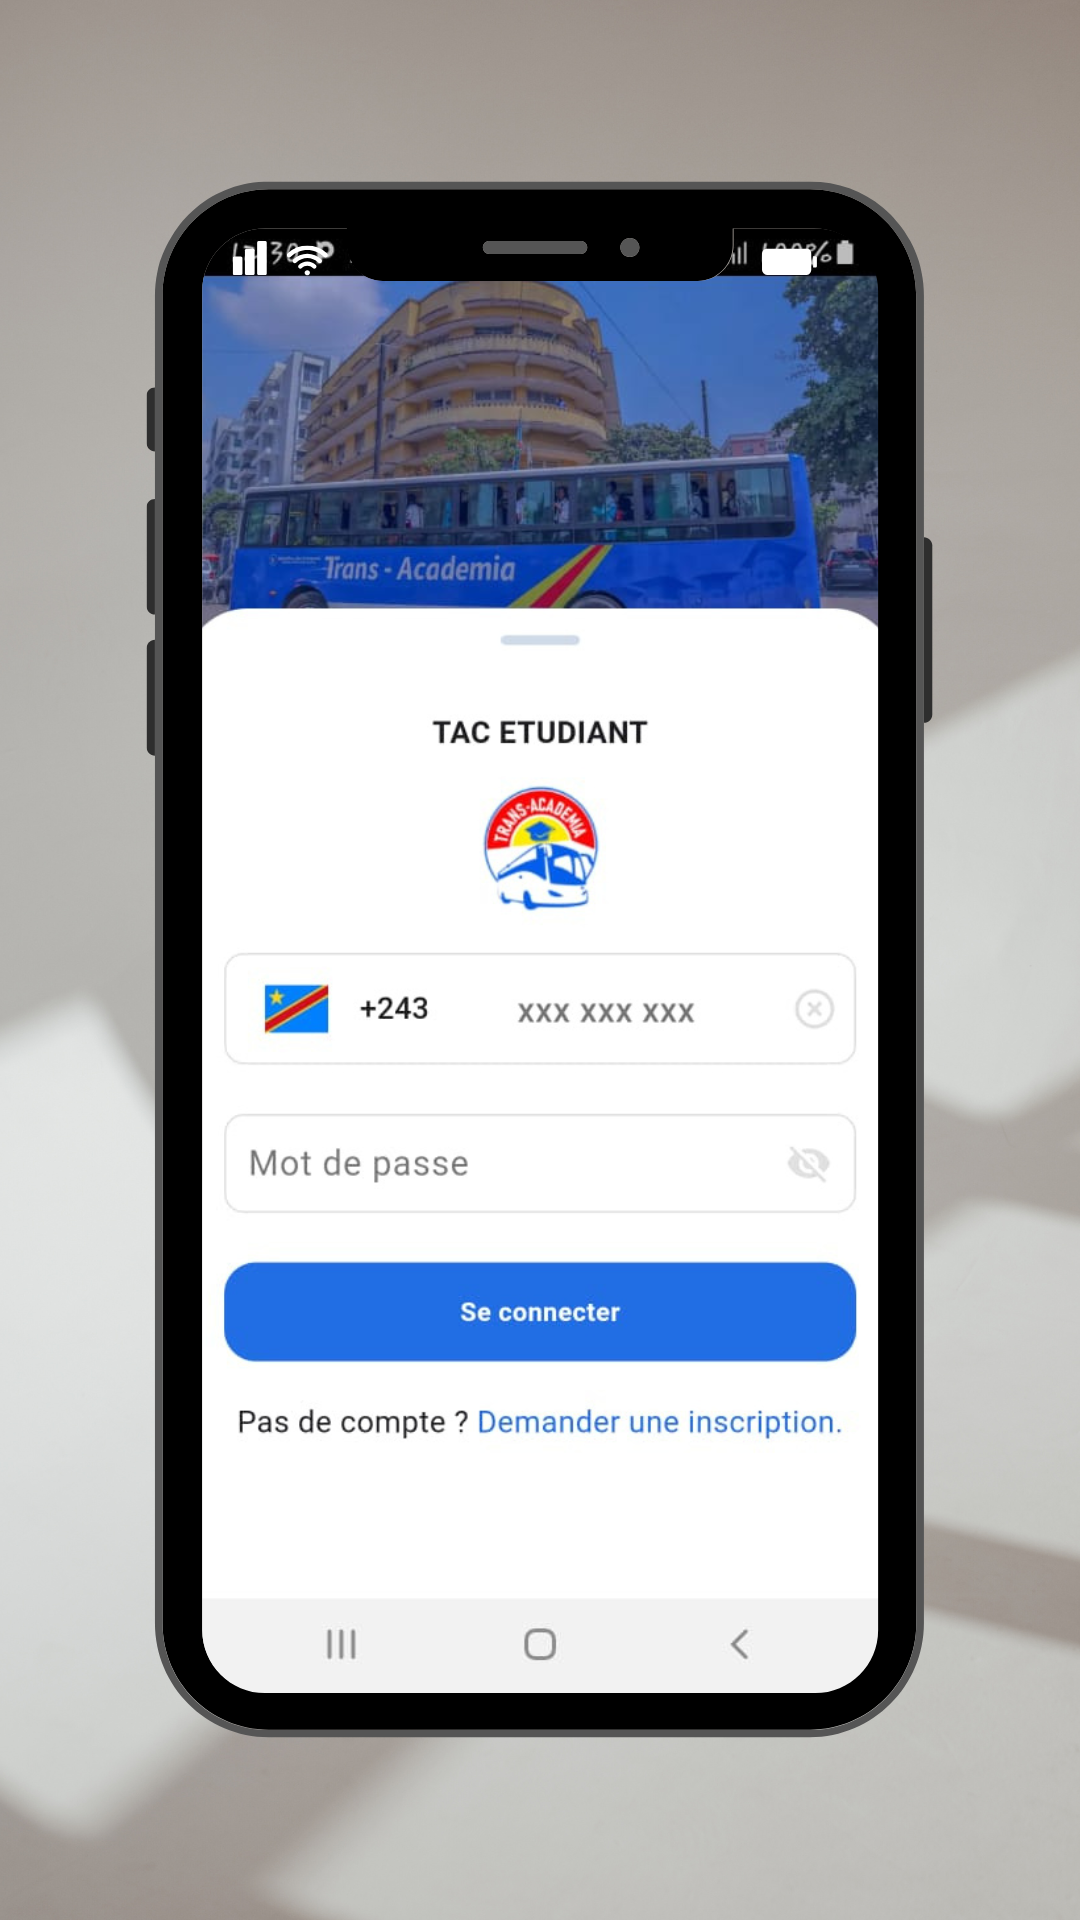 Trans - Academia
TAC ETUDIANT
TRANS-ACADEMIA
+243 xxx xxx xxx
Mot de passe
Se connecter
Pas de compte ? Demander une inscription.